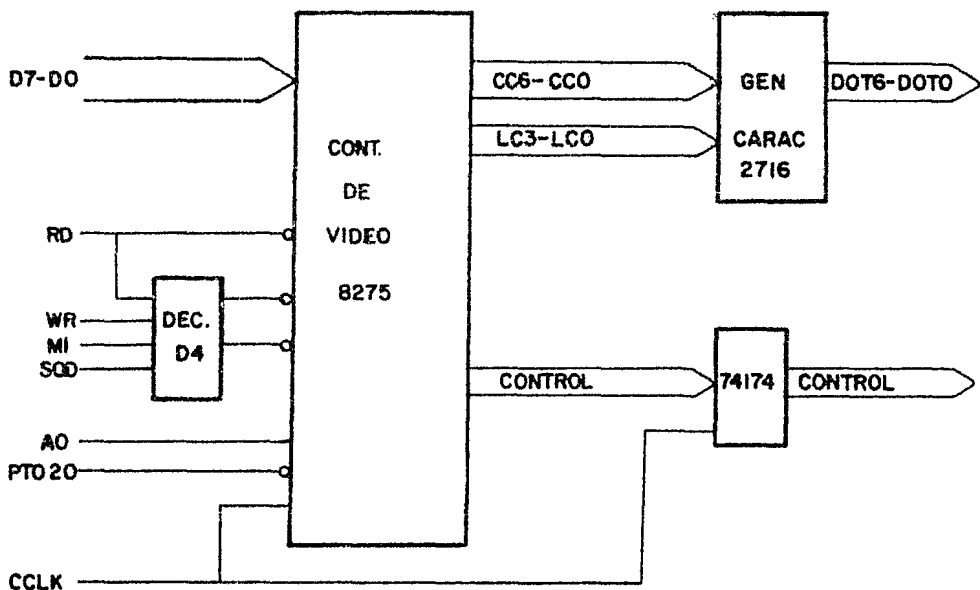 D7-D0
CONT.
DE
VIDEO
8275
CC6-CC0
LC3-LC0
GEN
CARAC
2716
DOT6-DOT0
RD
WR
M1
SOD
DEC.
D4
A0
PTO 20
CCLK
CONTROL
74174
CONTROL